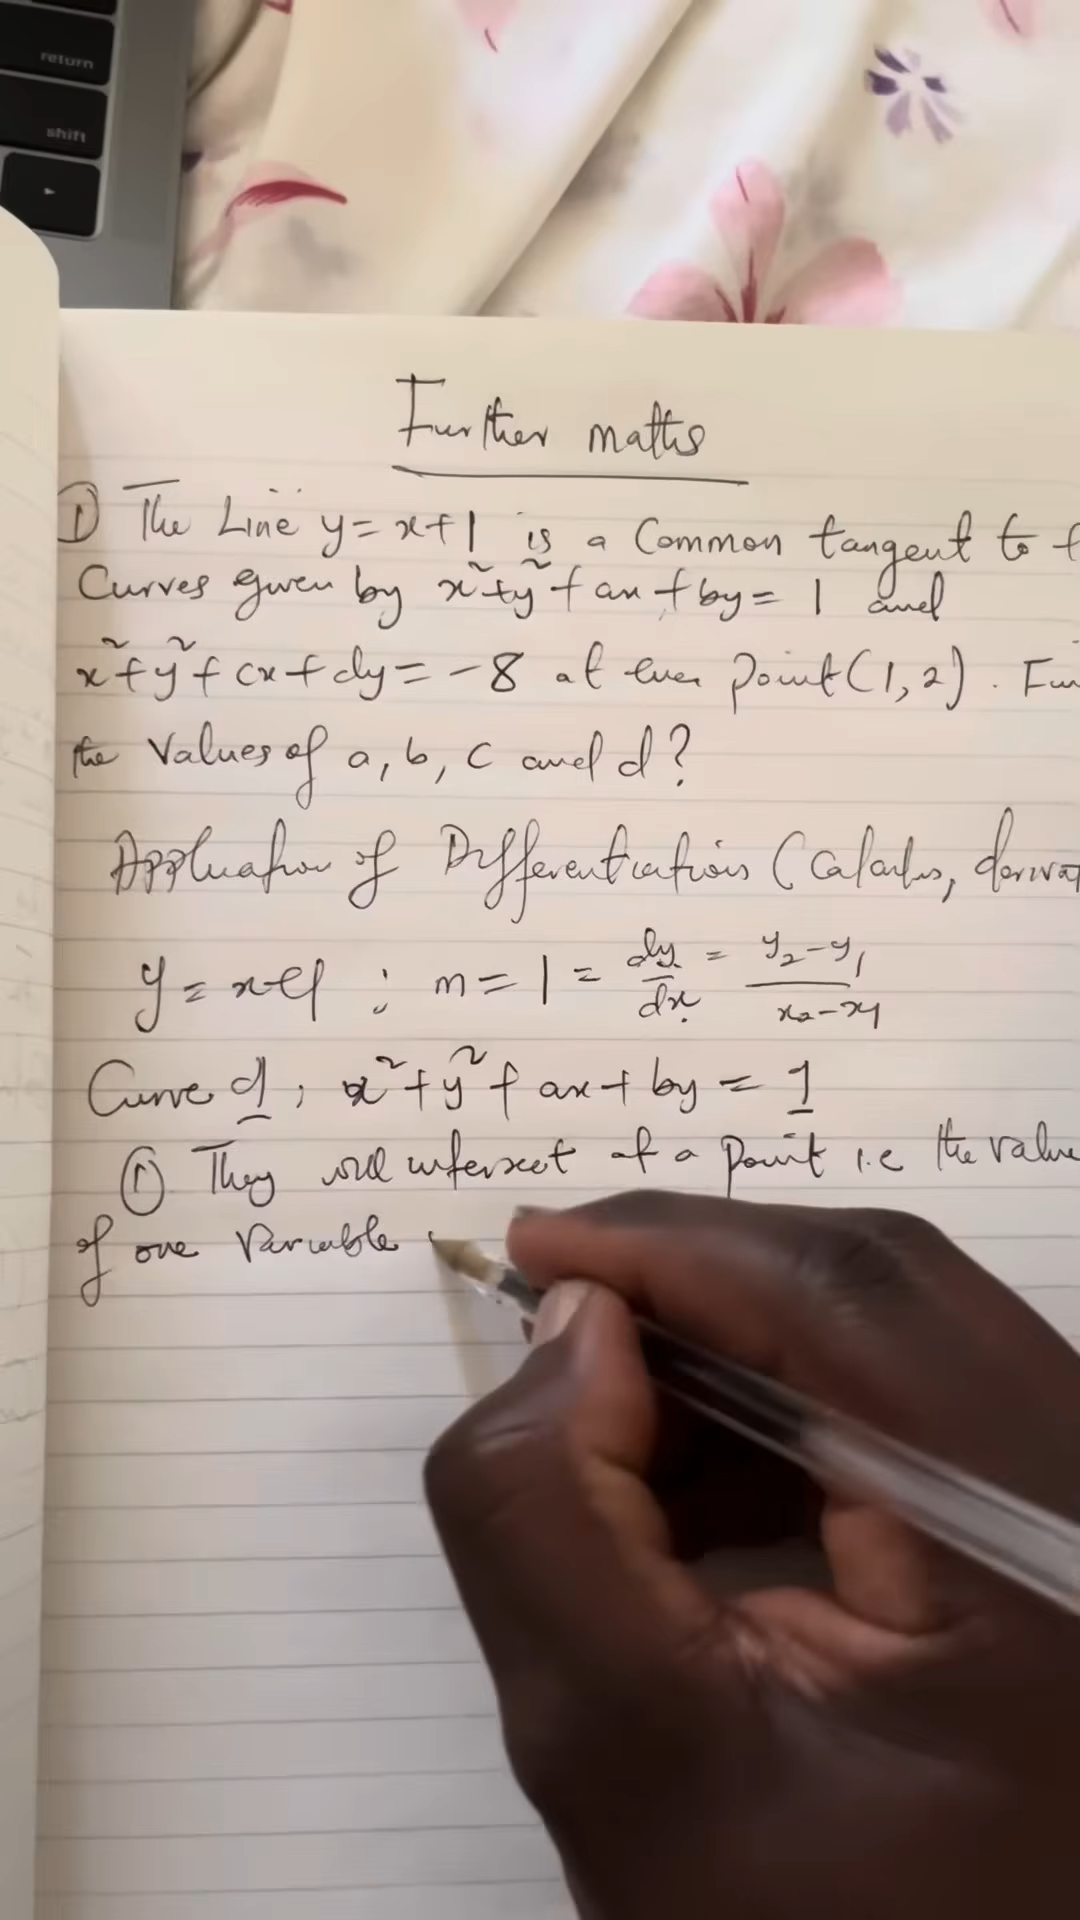 return
shift
Further maths
① The Line y = x+1 is a Common tangent to
Curves given by x²+y²+ax+by = 1 and
x²+y²+cx+dy = -8 at point (1,2).
the Values of a, b, c and d?
Application of Differentiation (Calculus,
y = x+1 ; m = 1 = dy/dx = y₂-y₁/x₂-x₁
Curve 1; x²+y²+ax+by = 1
① They will intersect at a point i.e the value
of one Variable